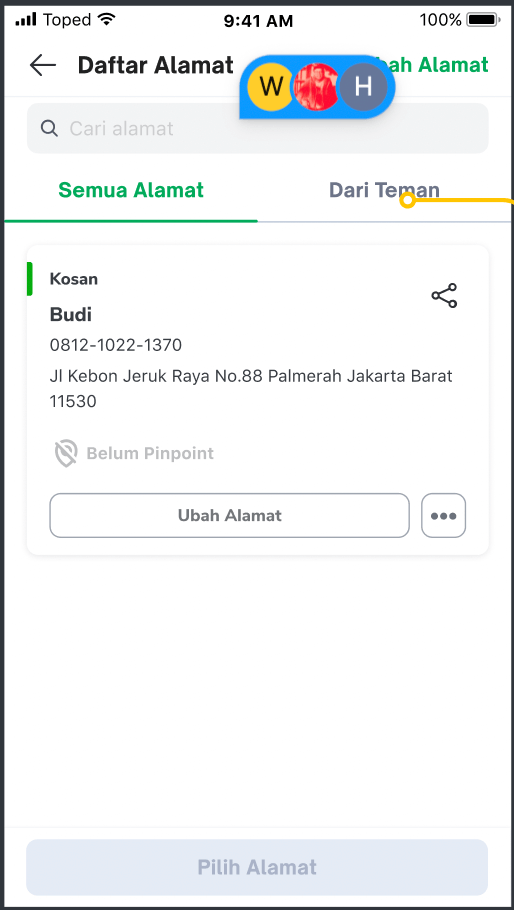 Toped 9:41 AM 100%
Daftar Alamat bah Alamat
W H
Cari alamat
Semua Alamat Dari Teman
Kosan
Budi
0812-1022-1370
Jl Kebon Jeruk Raya No.88 Palmerah Jakarta Barat
11530
Belum Pinpoint
Ubah Alamat
Pilih Alamat